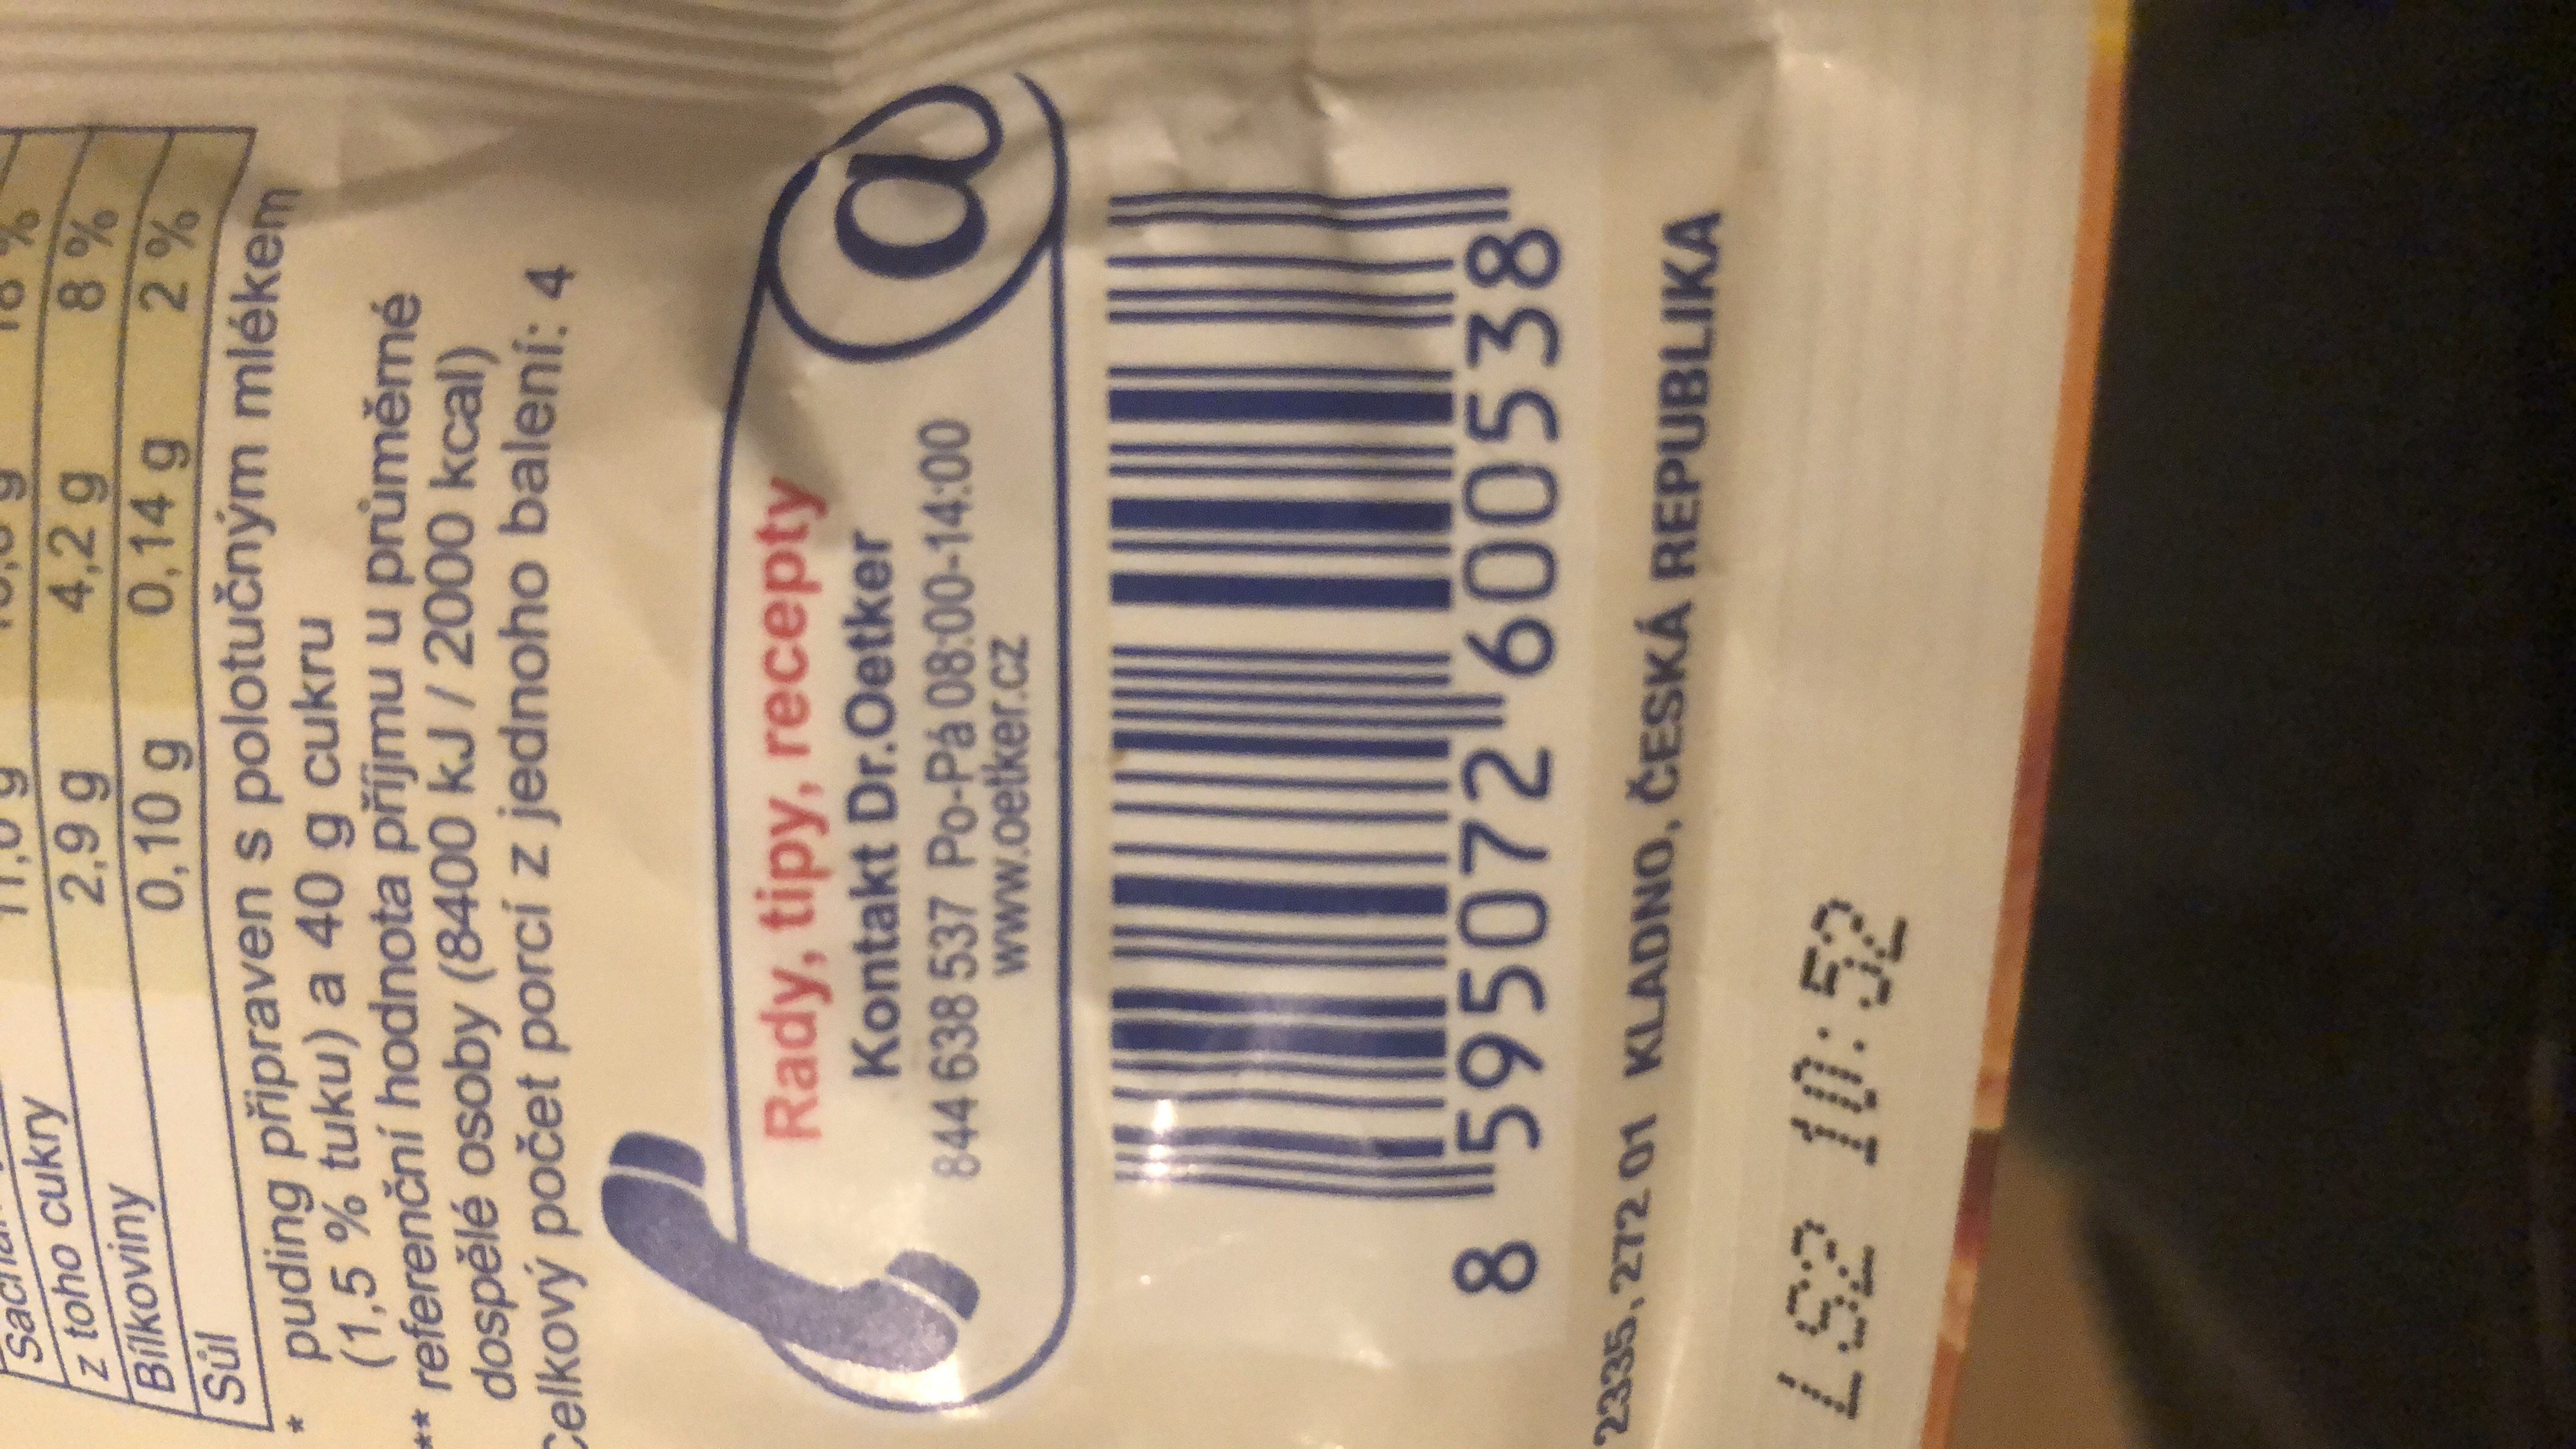 z toho cukry 2,9 g 4,2 g 8 %
Bílkoviny 0,10 g 0,14 g 2 %
Sůl
* puding připraven s polotučným mlékem
(1,5 % tuku) a 40 g cukru
** referenční hodnota příjmu u průměrné
dospělé osoby (8400 kJ / 2000 kcal)
Celkový počet porcí z jednoho balení: 4
Rady, tipy, recepty
Kontakt Dr.Oetker
844 638 537 Po-Pá 08:00-14:00
www.oetker.cz
@
8 595072 600538
2335, 272 01 KLADNO, ČESKÁ REPUBLIKA
LS2 10:52